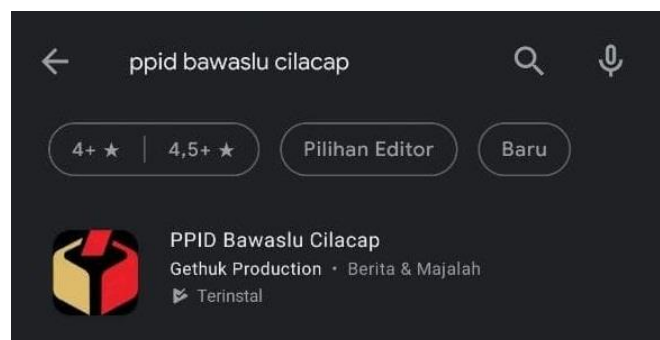 ppid bawaslu cilacap
4+ ★ | 4,5+ ★ Pilihan Editor Baru
PPID Bawaslu Cilacap
Gethuk Production • Berita & Majalah
Terinstal